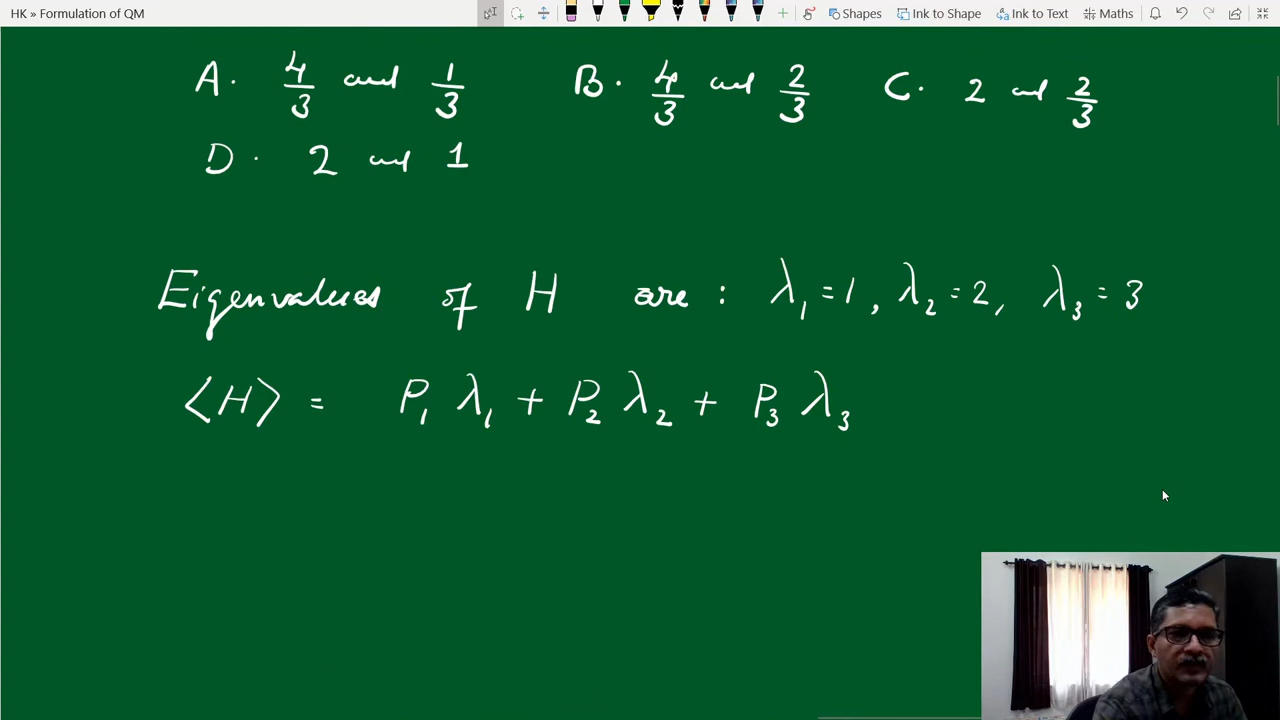 HK » Formulation of QM
Shapes Ink to Shape Ink to Text Maths
A. 4/3 and 1/3 B. 4/3 and 2/3 C. 2 and 2/3
D. 2 and 1
Eigenvalues of H are : λ₁ = 1, λ₂ = 2, λ₃ = 3
⟨H⟩ = P₁ λ₁ + P₂ λ₂ + P₃ λ₃